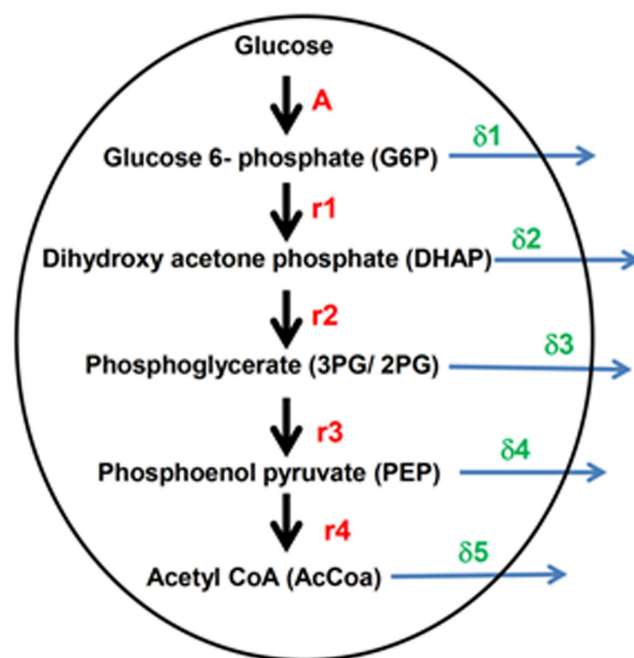 Glucose
A
Glucose 6- phosphate (G6P)
δ1
r1
Dihydroxy acetone phosphate (DHAP)
δ2
r2
Phosphoglycerate (3PG/ 2PG)
δ3
r3
Phosphoenol pyruvate (PEP)
δ4
r4
Acetyl CoA (AcCoa)
δ5